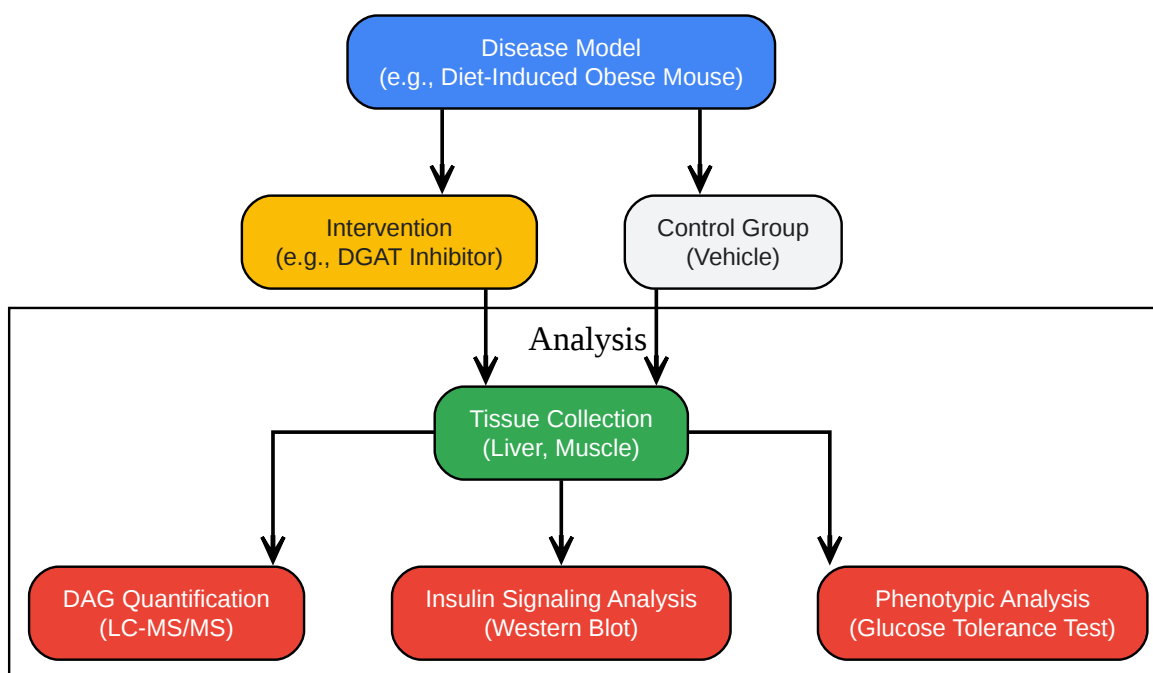 Disease Model
(e.g., Diet-Induced Obese Mouse)
Intervention
(e.g., DGAT Inhibitor)
Control Group
(Vehicle)
Analysis
Tissue Collection
(Liver, Muscle)
DAG Quantification
(LC-MS/MS)
Insulin Signaling Analysis
(Western Blot)
Phenotypic Analysis
(Glucose Tolerance Test)